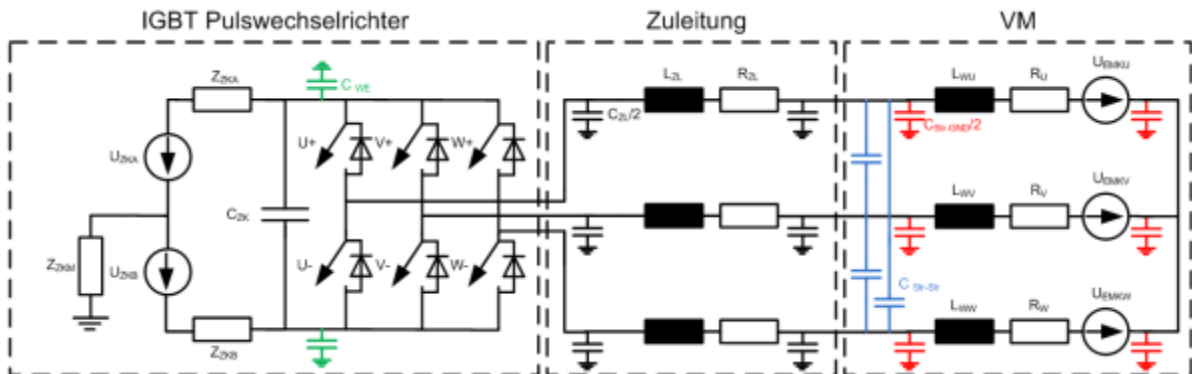 IGBT Pulswechselrichter
Zuleitung
VM
Z_ZKA
C_WE
U_ZKA
U+
V+
W+
C_ZK
Z_ZKM
U_ZKB
U-
V-
W-
Z_ZKB
L_ZL
R_ZL
C_ZL/2
L_WU
R_U
U_EMKU
C_Str-GND/2
L_WV
R_V
U_EMKV
C_Str-Str
L_WW
R_W
U_EMKW